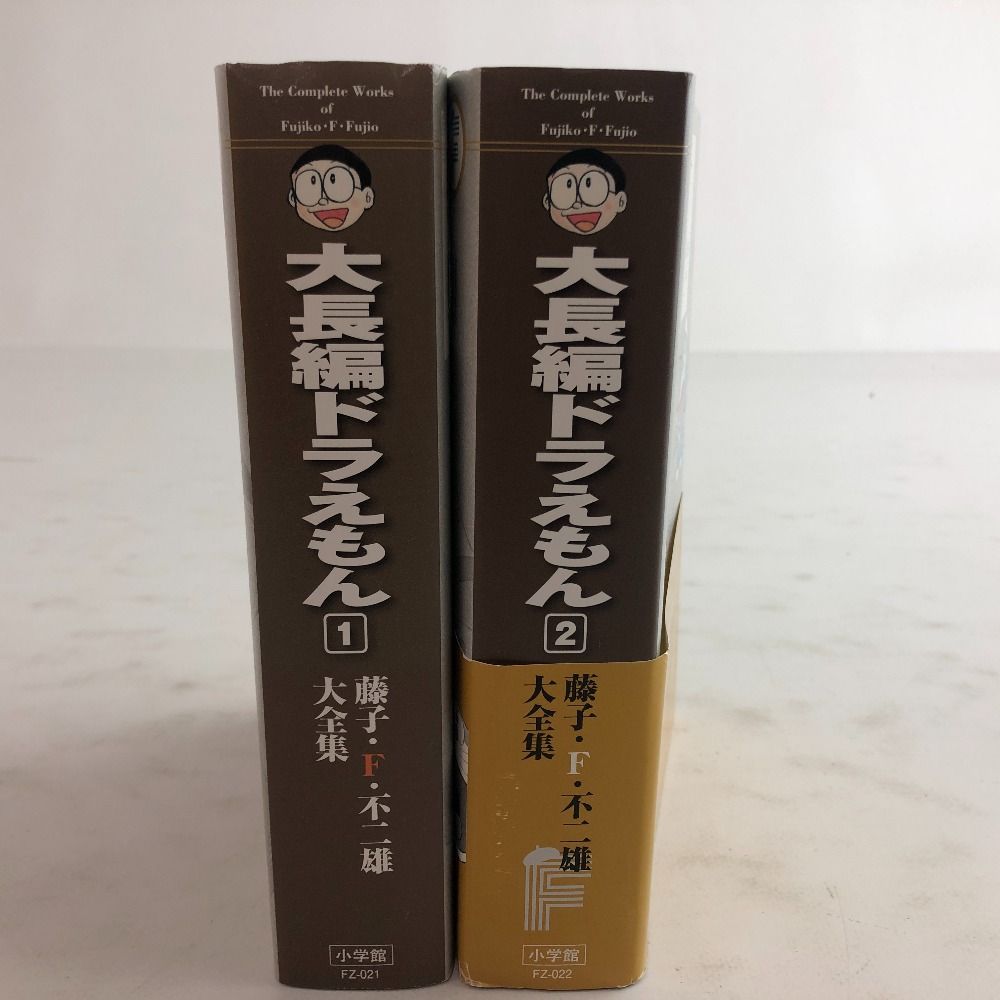 The Complete Works
of
Fujiko・F・Fujio
大長編ドラえもん
1
藤子・F・不二雄
大全集
小学館
FZ-021
The Complete Works
of
Fujiko・F・Fujio
大長編ドラえもん
2
藤子・F・不二雄
大全集
F
小学館
FZ-022